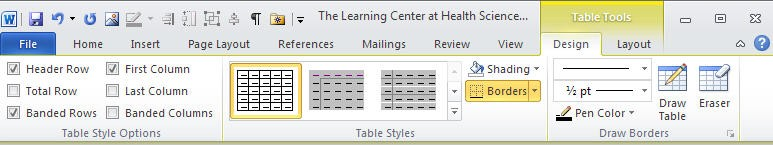 The Learning Center at Health Science... Table Tools
File Home Insert Page Layout References Mailings Review View Design Layout
Header Row First Column Shading
Total Row Last Column Borders ½ pt
Banded Rows Banded Columns Pen Color Draw Table Eraser
Table Style Options Table Styles Draw Borders